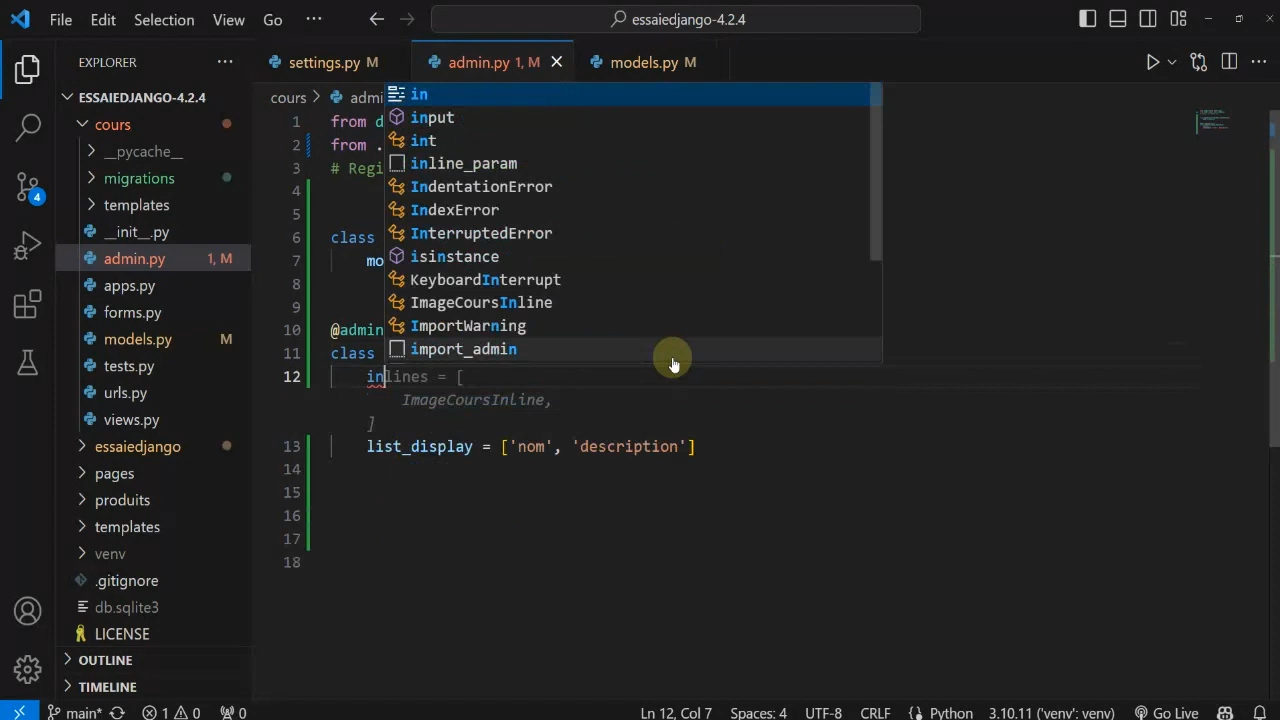 File Edit Selection View Go ··· essaiedjango-4.2.4
EXPLORER ···
settings.py M admin.py 1, M models.py M
ESSAIEDJANGO-4.2.4
cours
__pycache__
migrations
templates
__init__.py
admin.py 1, M
apps.py
forms.py
models.py M
tests.py
urls.py
views.py
essaiedjango
pages
produits
templates
venv
.gitignore
db.sqlite3
LICENSE
OUTLINE
TIMELINE
cours > admi
1 from d
2 from .
3 # Regi
4
5
6 class
7 mo
8
9
10 @admin
11 class
12 inlines = [
ImageCoursInline,
]
13 list_display = ['nom', 'description']
14
15
16
17
18
in
input
int
inline_param
IndentationError
IndexError
InterruptedError
isinstance
KeyboardInterrupt
ImageCoursInline
ImportWarning
import_admin
4
main* 1 0 0 Ln 12, Col 7 Spaces: 4 UTF-8 CRLF Python 3.10.11 ('venv': venv) Go Live